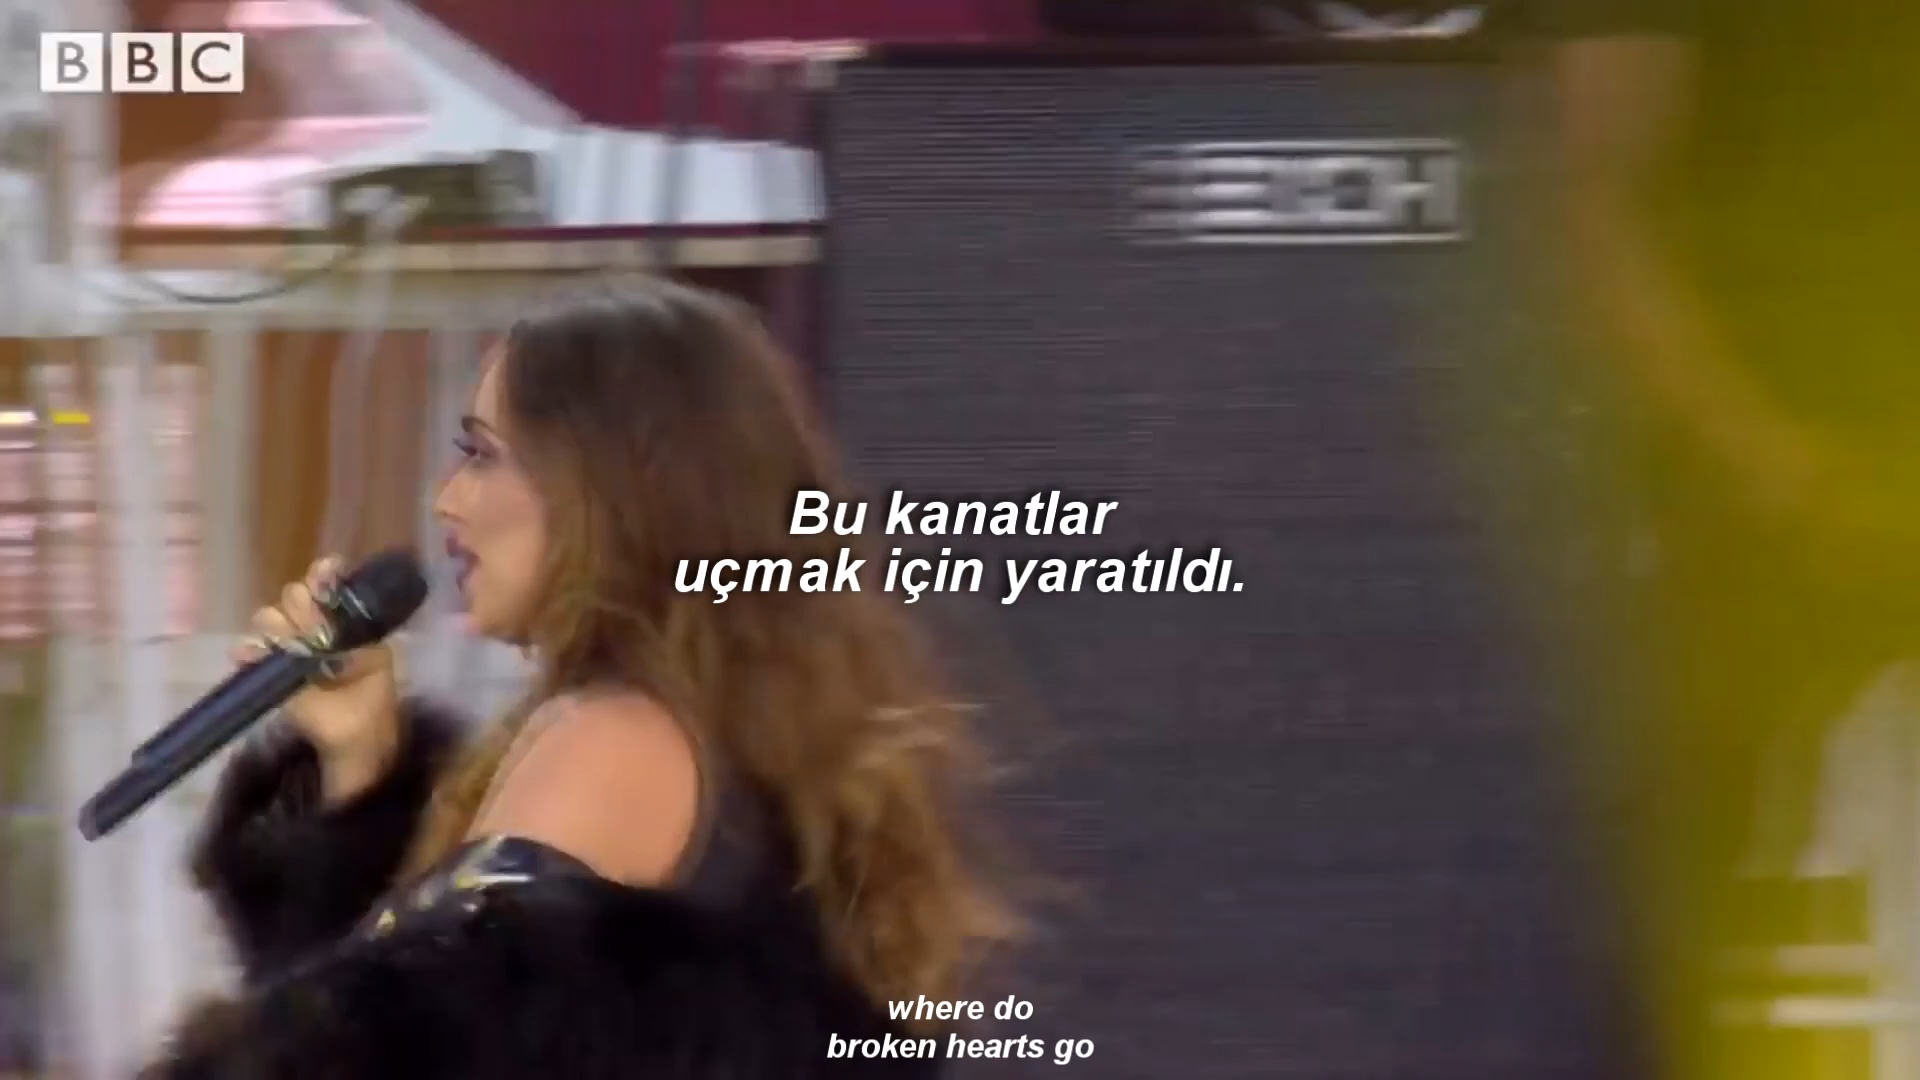 BBC
Bu kanatlar
uçmak için yaratıldı.
where do
broken hearts go